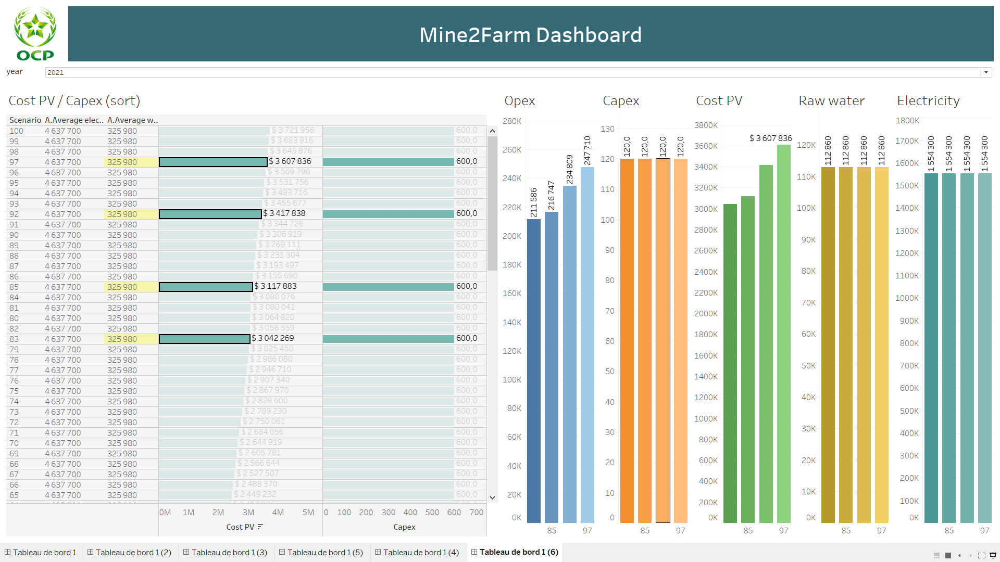 OCP
Mine2Farm Dashboard
year
2021
Cost PV / Capex (sort)
Scenario A.Average elec.. A.Average w..
100 4 637 700 325 980 $ 3 721 956 600,0
99 4 637 700 325 980 $ 3 683 916 600,0
98 4 637 700 325 980 $ 3 645 876 600,0
97 4 637 700 325 980 $ 3 607 836 600,0
96 4 637 700 325 980 $ 3 569 796 600,0
95 4 637 700 325 980 $ 3 531 756 600,0
94 4 637 700 325 980 $ 3 493 716 600,0
93 4 637 700 325 980 $ 3 455 677 600,0
92 4 637 700 325 980 $ 3 417 838 600,0
91 4 637 700 325 980 $ 3 344 726 600,0
90 4 637 700 325 980 $ 3 306 919 600,0
89 4 637 700 325 980 $ 3 269 111 600,0
88 4 637 700 325 980 $ 3 231 304 600,0
87 4 637 700 325 980 $ 3 193 497 600,0
86 4 637 700 325 980 $ 3 155 690 600,0
85 4 637 700 325 980 $ 3 117 883 600,0
84 4 637 700 325 980 $ 3 080 076 600,0
81 4 637 700 325 980 $ 3 080 041 600,0
80 4 637 700 325 980 $ 3 064 820 600,0
82 4 637 700 325 980 $ 3 056 559 600,0
83 4 637 700 325 980 $ 3 042 269 600,0
79 4 637 700 325 980 $ 3 025 450 600,0
78 4 637 700 325 980 $ 2 986 080 600,0
77 4 637 700 325 980 $ 2 946 710 600,0
76 4 637 700 325 980 $ 2 907 340 600,0
75 4 637 700 325 980 $ 2 867 970 600,0
74 4 637 700 325 980 $ 2 828 600 600,0
73 4 637 700 325 980 $ 2 789 230 600,0
72 4 637 700 325 980 $ 2 750 061 600,0
71 4 637 700 325 980 $ 2 684 056 600,0
70 4 637 700 325 980 $ 2 644 919 600,0
69 4 637 700 325 980 $ 2 605 781 600,0
68 4 637 700 325 980 $ 2 566 644 600,0
67 4 637 700 325 980 $ 2 527 507 600,0
66 4 637 700 325 980 $ 2 488 370 600,0
65 4 637 700 325 980 $ 2 449 232 600,0
0M 1M 2M 3M 4M 5M
0 100 200 300 400 500 600 700
Cost PV
Capex
Opex
280K
260K
240K
220K
200K
180K
160K
140K
120K
100K
80K
60K
40K
20K
0K
211 586
216 747
234 809
247 710
85 97
Capex
130
120
110
100
90
80
70
60
50
40
30
20
10
0
120,0
120,0
120,0
120,0
85 97
Cost PV
3800K
3600K
3400K
3200K
3000K
2800K
2600K
2400K
2200K
2000K
1800K
1600K
1400K
1200K
1000K
800K
600K
400K
200K
0K
$ 3 607 836
85 97
Raw water
120K
110K
100K
90K
80K
70K
60K
50K
40K
30K
20K
10K
0K
112 860
112 860
112 860
112 860
85 97
Electricity
1800K
1700K
1600K
1500K
1400K
1300K
1200K
1100K
1000K
900K
800K
700K
600K
500K
400K
300K
200K
100K
0K
1 554 300
1 554 300
1 554 300
1 554 300
85 97
Tableau de bord 1
Tableau de bord 1 (2)
Tableau de bord 1 (3)
Tableau de bord 1 (5)
Tableau de bord 1 (4)
Tableau de bord 1 (6)